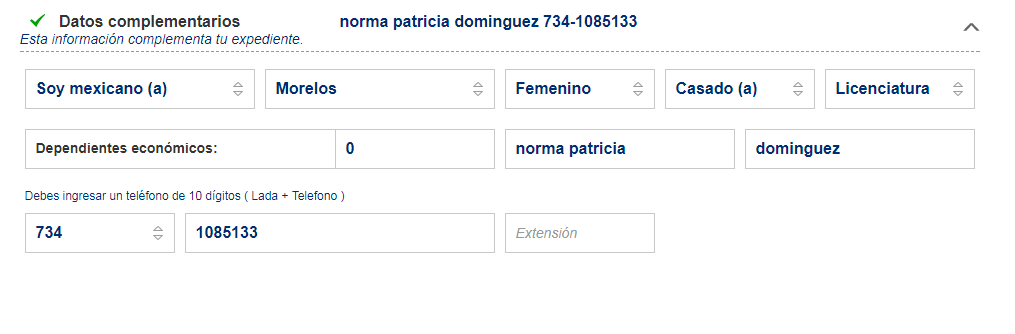 Datos complementarios norma patricia dominguez 734-1085133
Esta información complementa tu expediente.
Soy mexicano (a) Morelos Femenino Casado (a) Licenciatura
Dependientes económicos: 0 norma patricia dominguez
Debes ingresar un teléfono de 10 dígitos ( Lada + Telefono )
734 1085133 Extensión